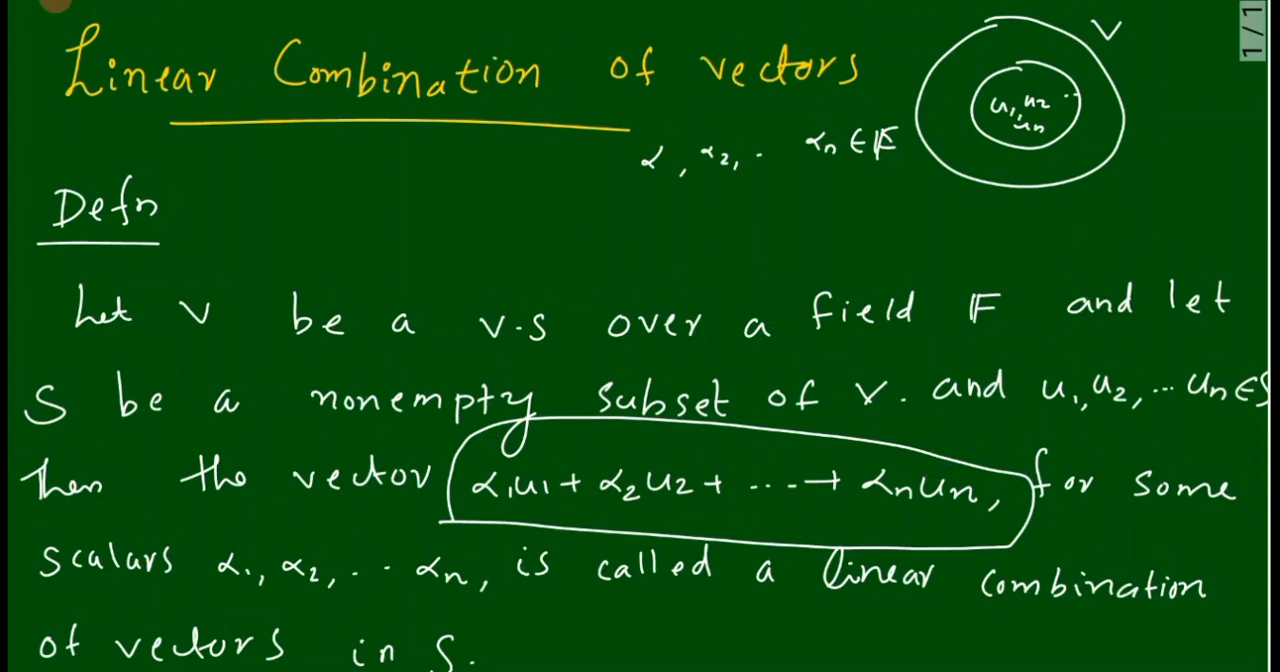 Linear Combination of vectors
V
u1, u2 ..
un
α, α2, . αn ∈ F
1/1
Defn
Let V be a v.s over a field F and let
S be a nonempty subset of V. and u1, u2, ... un ∈ S
Then the vector α1u1 + α2u2 + ... + αnun, for some
scalars α1, α2, .. αn, is called a linear combination
of vectors in S.